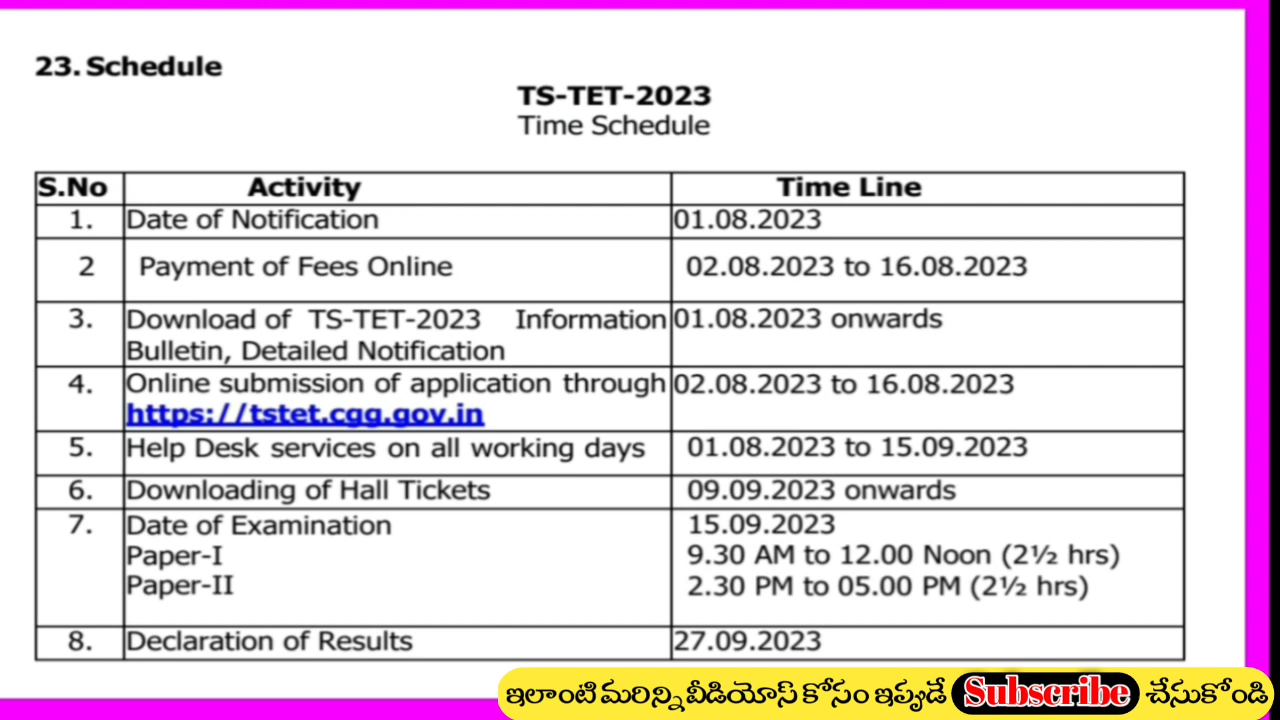 23. Schedule
TS-TET-2023
Time Schedule
S.No Activity Time Line
1. Date of Notification 01.08.2023
2 Payment of Fees Online 02.08.2023 to 16.08.2023
3. Download of TS-TET-2023 Information 01.08.2023 onwards
Bulletin, Detailed Notification
4. Online submission of application through 02.08.2023 to 16.08.2023
https://tstet.cgg.gov.in
5. Help Desk services on all working days 01.08.2023 to 15.09.2023
6. Downloading of Hall Tickets 09.09.2023 onwards
7. Date of Examination 15.09.2023
Paper-I 9.30 AM to 12.00 Noon (2½ hrs)
Paper-II 2.30 PM to 05.00 PM (2½ hrs)
8. Declaration of Results 27.09.2023
ఇలాంటి మరిన్ని వీడియోస్ కోసం ఇప్పుడే Subscribe చేసుకోండి